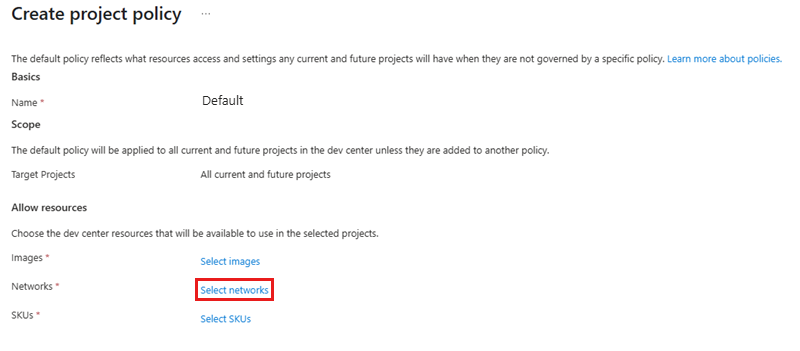 Create project policy ...
The default policy reflects what resources access and settings any current and future projects will have when they are not governed by a specific policy. Learn more about policies.
Basics
Name * Default
Scope
The default policy will be applied to all current and future projects in the dev center unless they are added to another policy.
Target Projects All current and future projects
Allow resources
Choose the dev center resources that will be available to use in the selected projects.
Images * Select images
Networks * Select networks
SKUs * Select SKUs